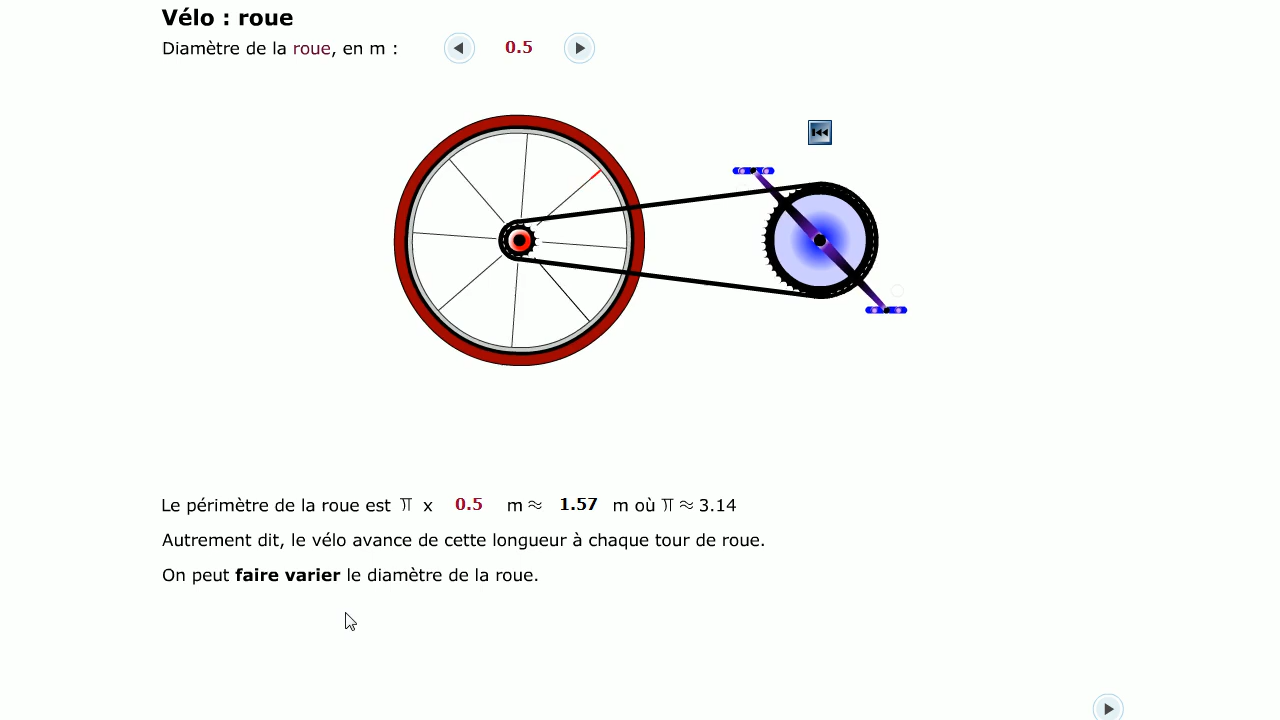 Vélo : roue
Diamètre de la roue, en m : 0.5
Le périmètre de la roue est π x 0.5 m ≈ 1.57 m où π ≈ 3.14
Autrement dit, le vélo avance de cette longueur à chaque tour de roue.
On peut faire varier le diamètre de la roue.